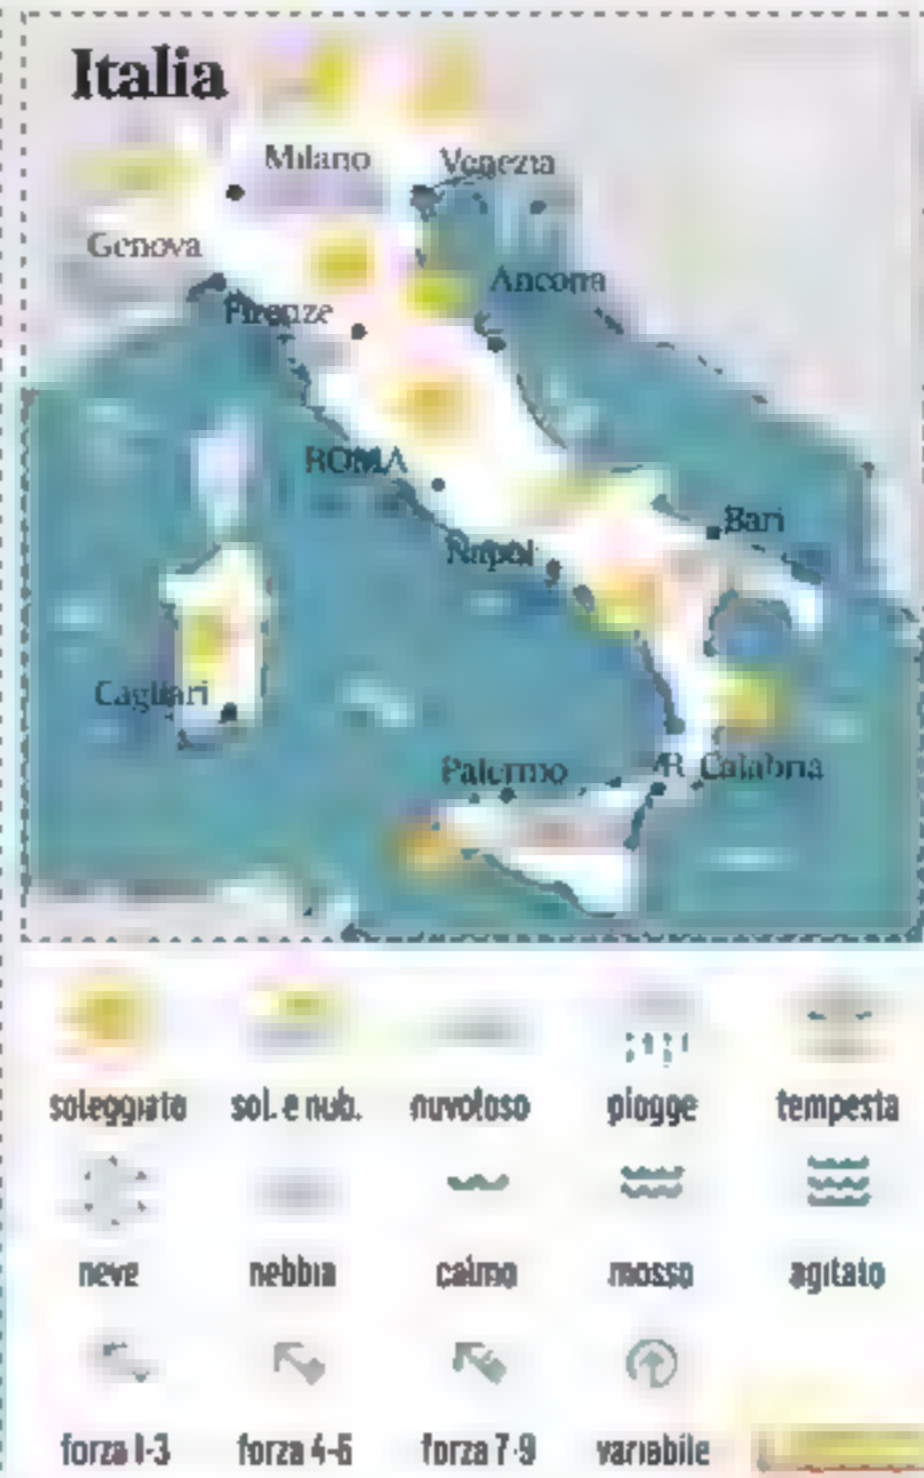 Italia
Milano
Venezia
Genova
Ancona
Firenze
ROMA
Bari
Napoli
Cagliari
Palermo
R. Calabria
soleggiato sol. e nub. nuvoloso piogge tempesta
neve nebbia calmo mosso agitato
forza 1-3 forza 4-6 forza 7-9 variabile